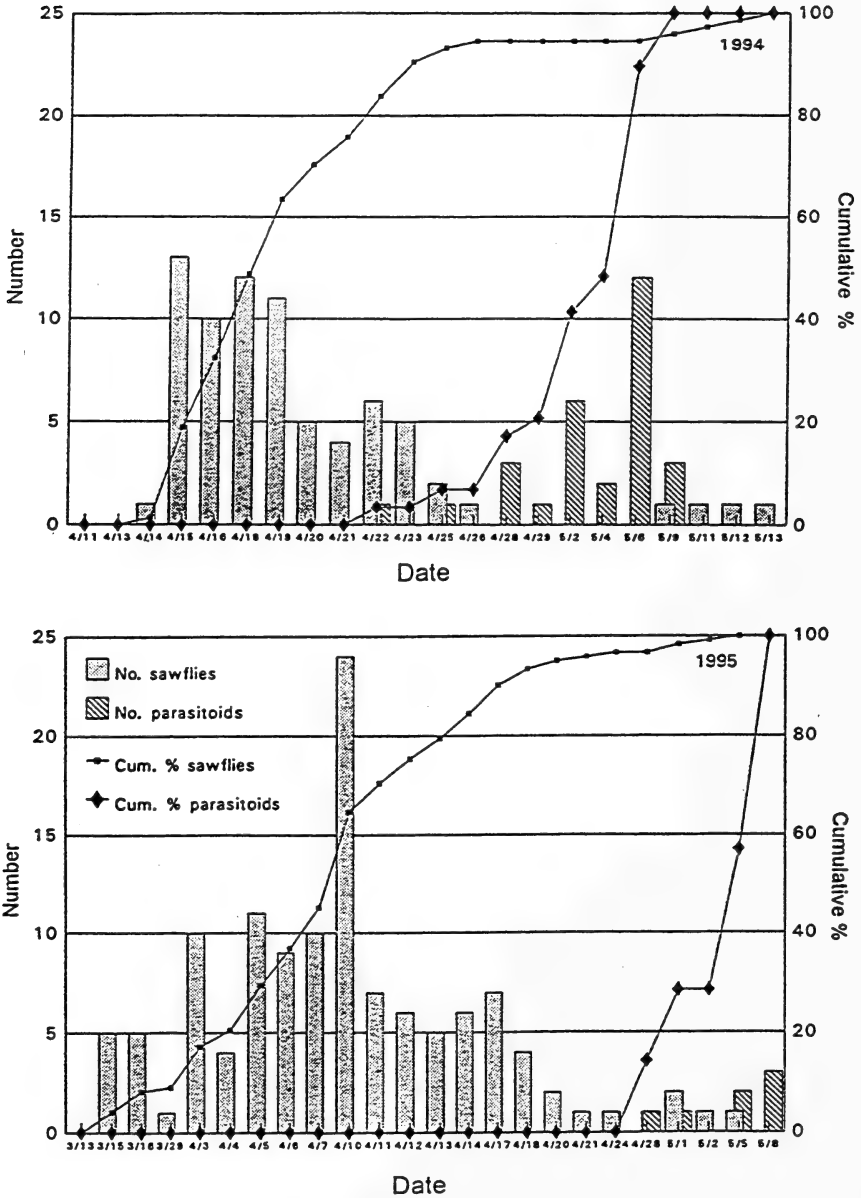 25
20
15
10
5
0
Number
100
80
60
40
20
0
Cumulative %
1994
4/11 4/13 4/14 4/15 4/16 4/18 4/19 4/20 4/21 4/22 4/23 4/25 4/26 4/28 4/29 5/2 5/4 5/6 5/9 5/11 5/12 5/13
Date
25
20
15
10
5
0
Number
No. sawflies
No. parasitoids
Cum. % sawflies
Cum. % parasitoids
100
80
60
40
20
0
Cumulative %
1995
3/13 3/15 3/16 3/29 4/3 4/4 4/5 4/6 4/7 4/10 4/11 4/12 4/13 4/14 4/17 4/18 4/20 4/21 4/24 4/28 5/1 5/2 5/5 5/8
Date